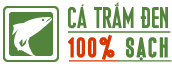 CÁ TRẮM ĐEN
100% SẠCH